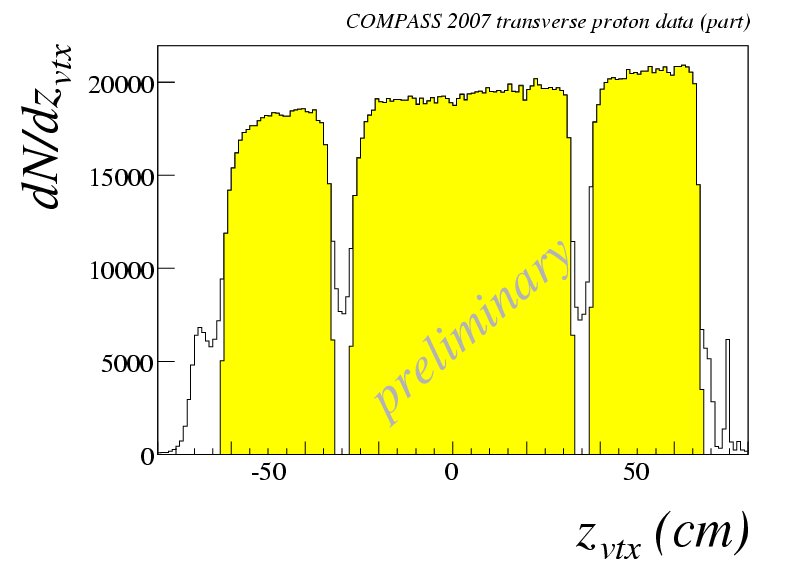 COMPASS 2007 transverse proton data (part)
dN/dz_vtx
20000
15000
10000
5000
0
preliminary
-50 0 50
z_vtx (cm)